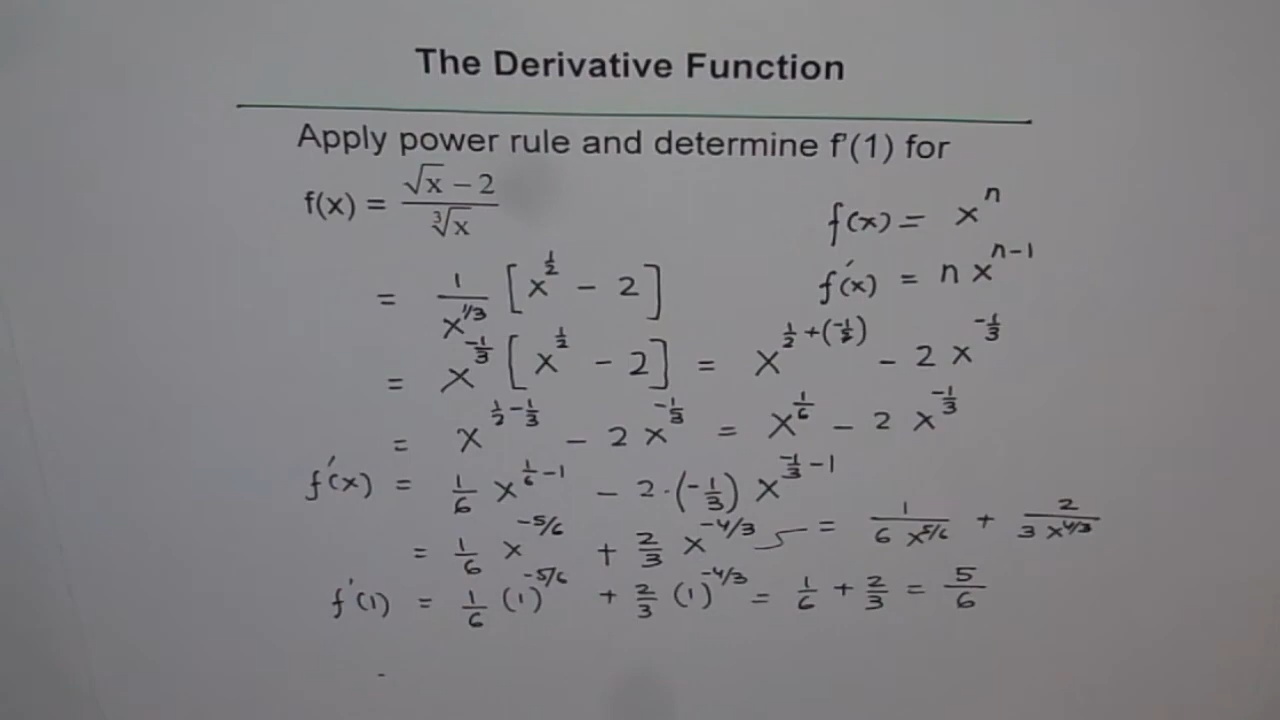 The Derivative Function
Apply power rule and determine f'(1) for
f(x) = (√x – 2)/(∛x)
f(x) = x^n
= 1/x^(1/3) [x^(1/2) – 2]
f'(x) = n x^(n-1)
= x^(-1/3) [x^(1/2) – 2] = x^(1/2 + (-1/3)) – 2 x^(-1/3)
= x^(1/2 - 1/3) – 2 x^(-1/3) = x^(1/6) – 2 x^(-1/3)
f'(x) = 1/6 x^(1/6 - 1) – 2·(-1/3) x^(-1/3 - 1)
= 1/6 x^(-5/6) + 2/3 x^(-4/3) = 1/(6 x^(5/6)) + 2/(3 x^(4/3))
f'(1) = 1/6 (1)^(-5/6) + 2/3 (1)^(-4/3) = 1/6 + 2/3 = 5/6